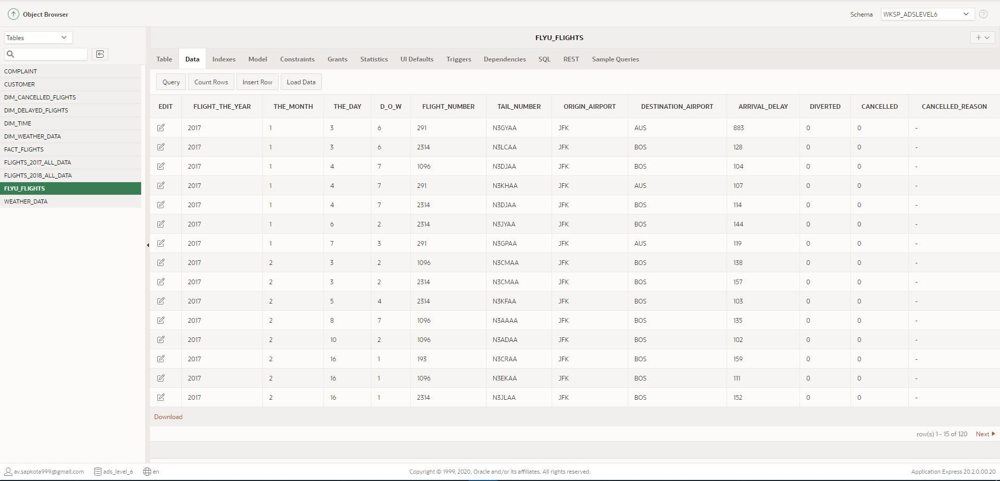 Object Browser
Schema WKSP_ADSLEVEL6
Tables
COMPLAINT
CUSTOMER
DIM_CANCELLED_FLIGHTS
DIM_DELAYED_FLIGHTS
DIM_TIME
DIM_WEATHER_DATA
FACT_FLIGHTS
FLIGHTS_2017_ALL_DATA
FLIGHTS_2018_ALL_DATA
FLYU_FLIGHTS
WEATHER_DATA
FLYU_FLIGHTS
Table Data Indexes Model Constraints Grants Statistics UI Defaults Triggers Dependencies SQL REST Sample Queries
Query Count Rows Insert Row Load Data
EDIT FLIGHT_THE_YEAR THE_MONTH THE_DAY D_O_W FLIGHT_NUMBER TAIL_NUMBER ORIGIN_AIRPORT DESTINATION_AIRPORT ARRIVAL_DELAY DIVERTED CANCELLED CANCELLED_REASON
2017 1 3 6 291 N3GYAA JFK AUS 883 0 0 -
2017 1 3 6 2314 N3LCAA JFK BOS 128 0 0 -
2017 1 4 7 1096 N3DJAA JFK BOS 104 0 0 -
2017 1 4 7 291 N3KHAA JFK AUS 107 0 0 -
2017 1 4 7 2314 N3DJAA JFK BOS 114 0 0 -
2017 1 6 2 2314 N3JYAA JFK BOS 144 0 0 -
2017 1 7 3 291 N3GPAA JFK AUS 119 0 0 -
2017 2 3 2 1096 N3CMAA JFK BOS 138 0 0 -
2017 2 3 2 2314 N3CMAA JFK BOS 157 0 0 -
2017 2 5 4 2314 N3KFAA JFK BOS 103 0 0 -
2017 2 8 7 1096 N3AAAA JFK BOS 135 0 0 -
2017 2 10 2 1096 N3ADAA JFK BOS 102 0 0 -
2017 2 16 1 193 N3CRAA JFK BOS 159 0 0 -
2017 2 16 1 1096 N3EKAA JFK BOS 111 0 0 -
2017 2 16 1 2314 N3JLAA JFK BOS 152 0 0 -
Download
row(s) 1 - 15 of 120 Next
av.sapkota999@gmail.com ads_level_6 en Copyright © 1999, 2020, Oracle and/or its affiliates. All rights reserved. Application Express 20.2.0.00.20